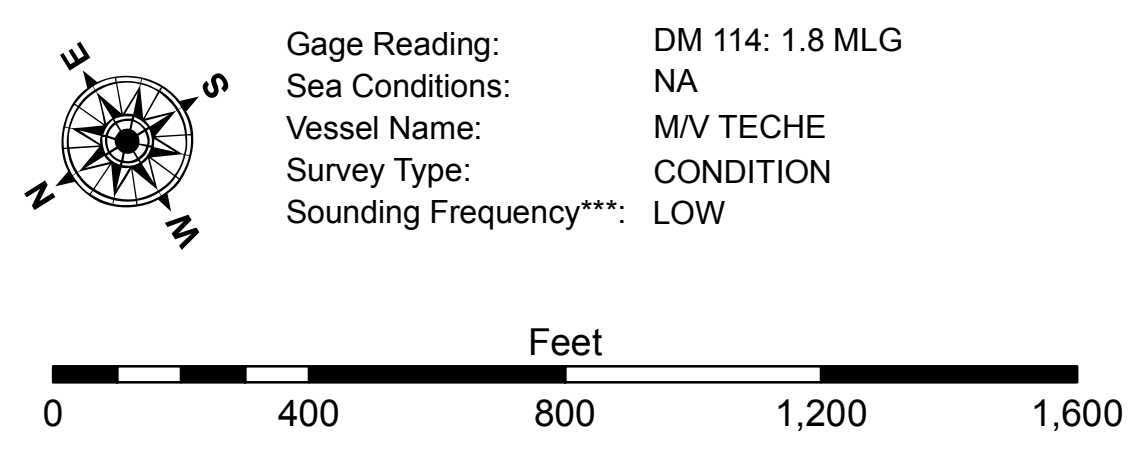 E
S
N
W
Gage Reading: DM 114: 1.8 MLG
Sea Conditions: NA
Vessel Name: M/V TECHE
Survey Type: CONDITION
Sounding Frequency***: LOW
Feet
0 400 800 1,200 1,600